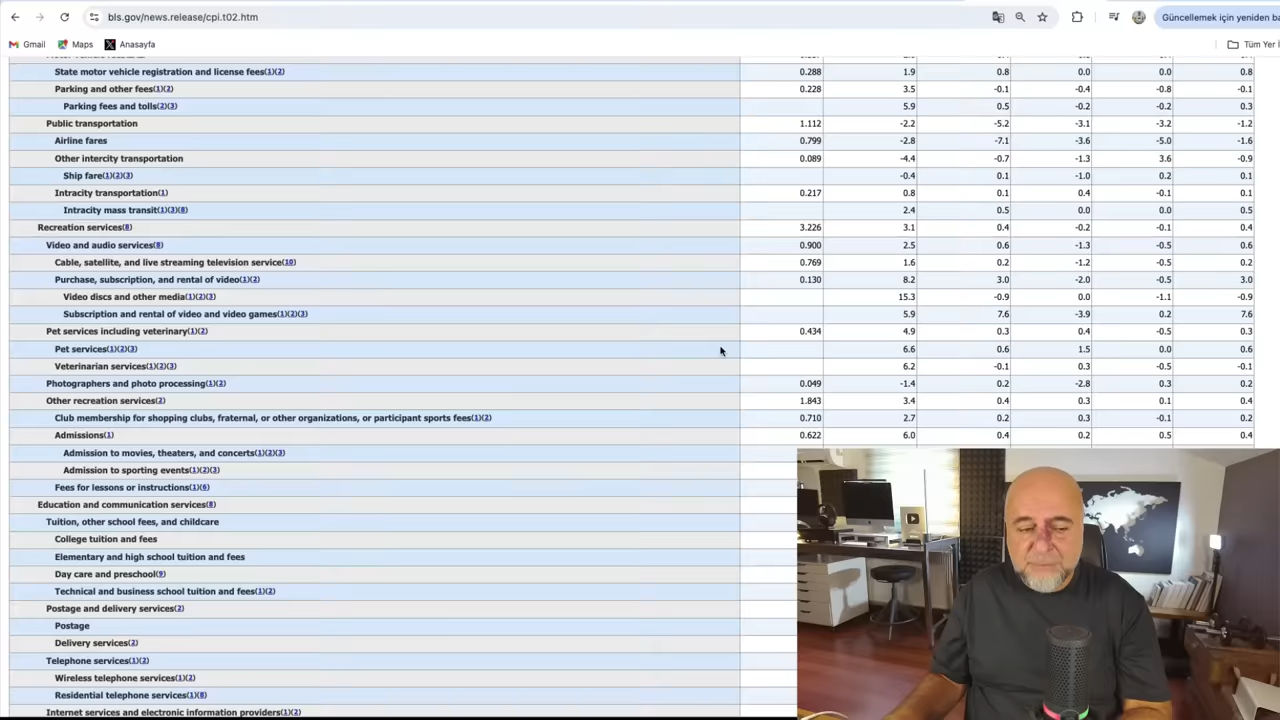 bls.gov/news.release/cpi.t02.htm
Güncellemek için yeniden ba
Gmail Maps Anasayfa Tüm Yer İ
State motor vehicle registration and license fees(1)(2) 0.288 1.9 0.8 0.0 0.0 0.8
Parking and other fees(1)(2) 0.228 3.5 -0.1 -0.4 -0.8 -0.1
Parking fees and tolls(2)(3) 5.9 0.5 -0.2 -0.2 0.3
Public transportation 1.112 -2.2 -5.2 -3.1 -3.2 -1.2
Airline fares 0.799 -2.8 -7.1 -3.6 -5.0 -1.6
Other intercity transportation 0.089 -4.4 -0.7 -1.3 3.6 -0.9
Ship fare(1)(2)(3) -0.4 0.1 -1.0 0.2 0.1
Intracity transportation(1) 0.217 0.8 0.1 0.4 -0.1 0.1
Intracity mass transit(1)(3)(8) 2.4 0.5 0.0 0.0 0.5
Recreation services(8) 3.226 3.1 0.4 -0.2 -0.1 0.4
Video and audio services(8) 0.900 2.5 0.6 -1.3 -0.5 0.6
Cable, satellite, and live streaming television service(10) 0.769 1.6 0.2 -1.2 -0.5 0.2
Purchase, subscription, and rental of video(1)(2) 0.130 8.2 3.0 -2.0 -0.5 3.0
Video discs and other media(1)(2)(3) 15.3 -0.9 0.0 -1.1 -0.9
Subscription and rental of video and video games(1)(2)(3) 5.9 7.6 -3.9 0.2 7.6
Pet services including veterinary(1)(2) 0.434 4.9 0.3 0.4 -0.5 0.3
Pet services(1)(2)(3) 6.6 0.6 1.5 0.0 0.6
Veterinarian services(1)(2)(3) 6.2 -0.1 0.3 -0.5 -0.1
Photographers and photo processing(1)(2) 0.049 -1.4 0.2 -2.8 0.3 0.2
Other recreation services(2) 1.843 3.4 0.4 0.3 0.1 0.4
Club membership for shopping clubs, fraternal, or other organizations, or participant sports fees(1)(2) 0.710 2.7 0.2 0.3 -0.1 0.2
Admissions(1) 0.622 6.0 0.4 0.2 0.5 0.4
Admission to movies, theaters, and concerts(1)(2)(3)
Admission to sporting events(1)(2)(3)
Fees for lessons or instructions(1)(6)
Education and communication services(8)
Tuition, other school fees, and childcare
College tuition and fees
Elementary and high school tuition and fees
Day care and preschool(9)
Technical and business school tuition and fees(1)(2)
Postage and delivery services(2)
Postage
Delivery services(2)
Telephone services(1)(2)
Wireless telephone services(1)(2)
Residential telephone services(1)(8)
Internet services and electronic information providers(1)(2)